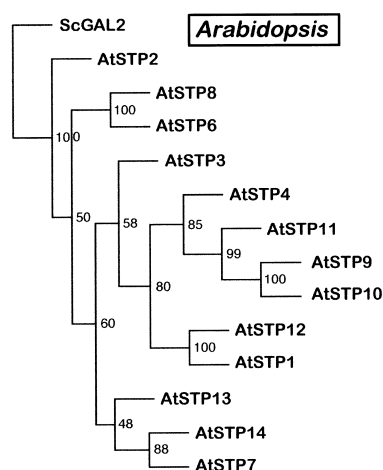 ScGAL2
Arabidopsis
AtSTP2
AtSTP8
100
AtSTP6
100
AtSTP3
AtSTP4
50
58
85
AtSTP11
99
AtSTP9
100
80
AtSTP10
60
AtSTP12
100
AtSTP1
AtSTP13
48
AtSTP14
88
AtSTP7